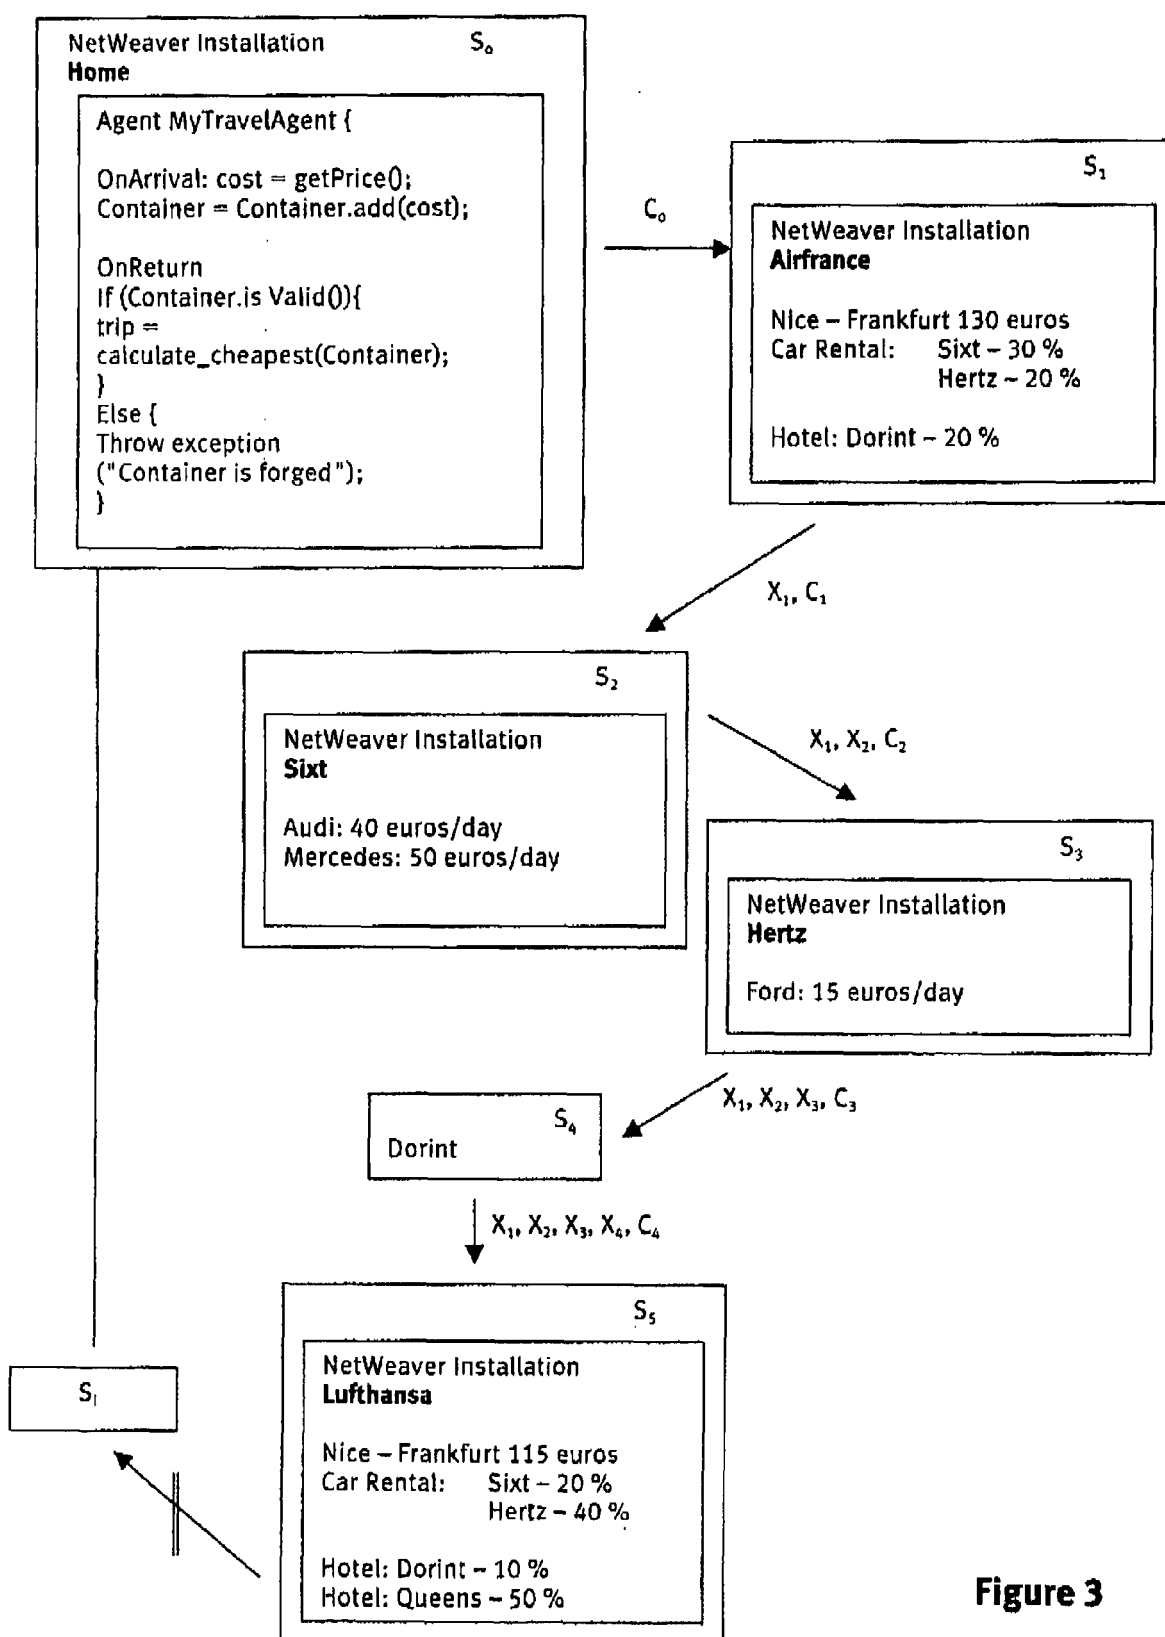 NetWeaver Installation S₀
Home
Agent MyTravelAgent {
OnArrival: cost = getPrice();
Container = Container.add(cost);
OnReturn
If (Container.is Valid()){
trip =
calculate_cheapest(Container);
}
Else {
Throw exception
("Container is forged");
}
C₀
S₁
NetWeaver Installation
Airfrance
Nice – Frankfurt 130 euros
Car Rental: Sixt – 30 %
Hertz – 20 %
Hotel: Dorint – 20 %
X₁, C₁
S₂
NetWeaver Installation
Sixt
Audi: 40 euros/day
Mercedes: 50 euros/day
X₁, X₂, C₂
S₃
NetWeaver Installation
Hertz
Ford: 15 euros/day
X₁, X₂, X₃, C₃
S₄
Dorint
X₁, X₂, X₃, X₄, C₄
S₅
NetWeaver Installation
Lufthansa
Nice – Frankfurt 115 euros
Car Rental: Sixt – 20 %
Hertz – 40 %
Hotel: Dorint – 10 %
Hotel: Queens – 50 %
Sᵢ
Figure 3